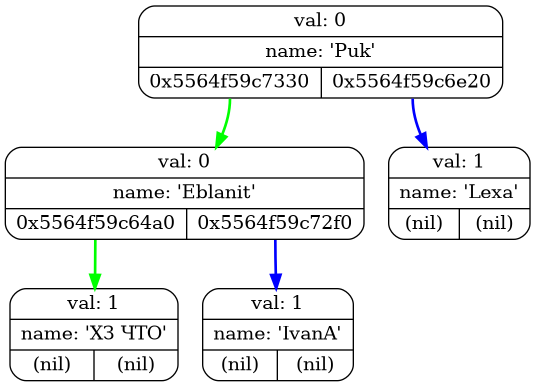 val: 0
name: 'Puk'
0x5564f59c7330 0x5564f59c6e20
val: 0
name: 'Eblanit'
0x5564f59c64a0 0x5564f59c72f0
val: 1
name: 'Lexa'
(nil) (nil)
val: 1
name: 'ХЗ ЧТО'
(nil) (nil)
val: 1
name: 'IvanA'
(nil) (nil)